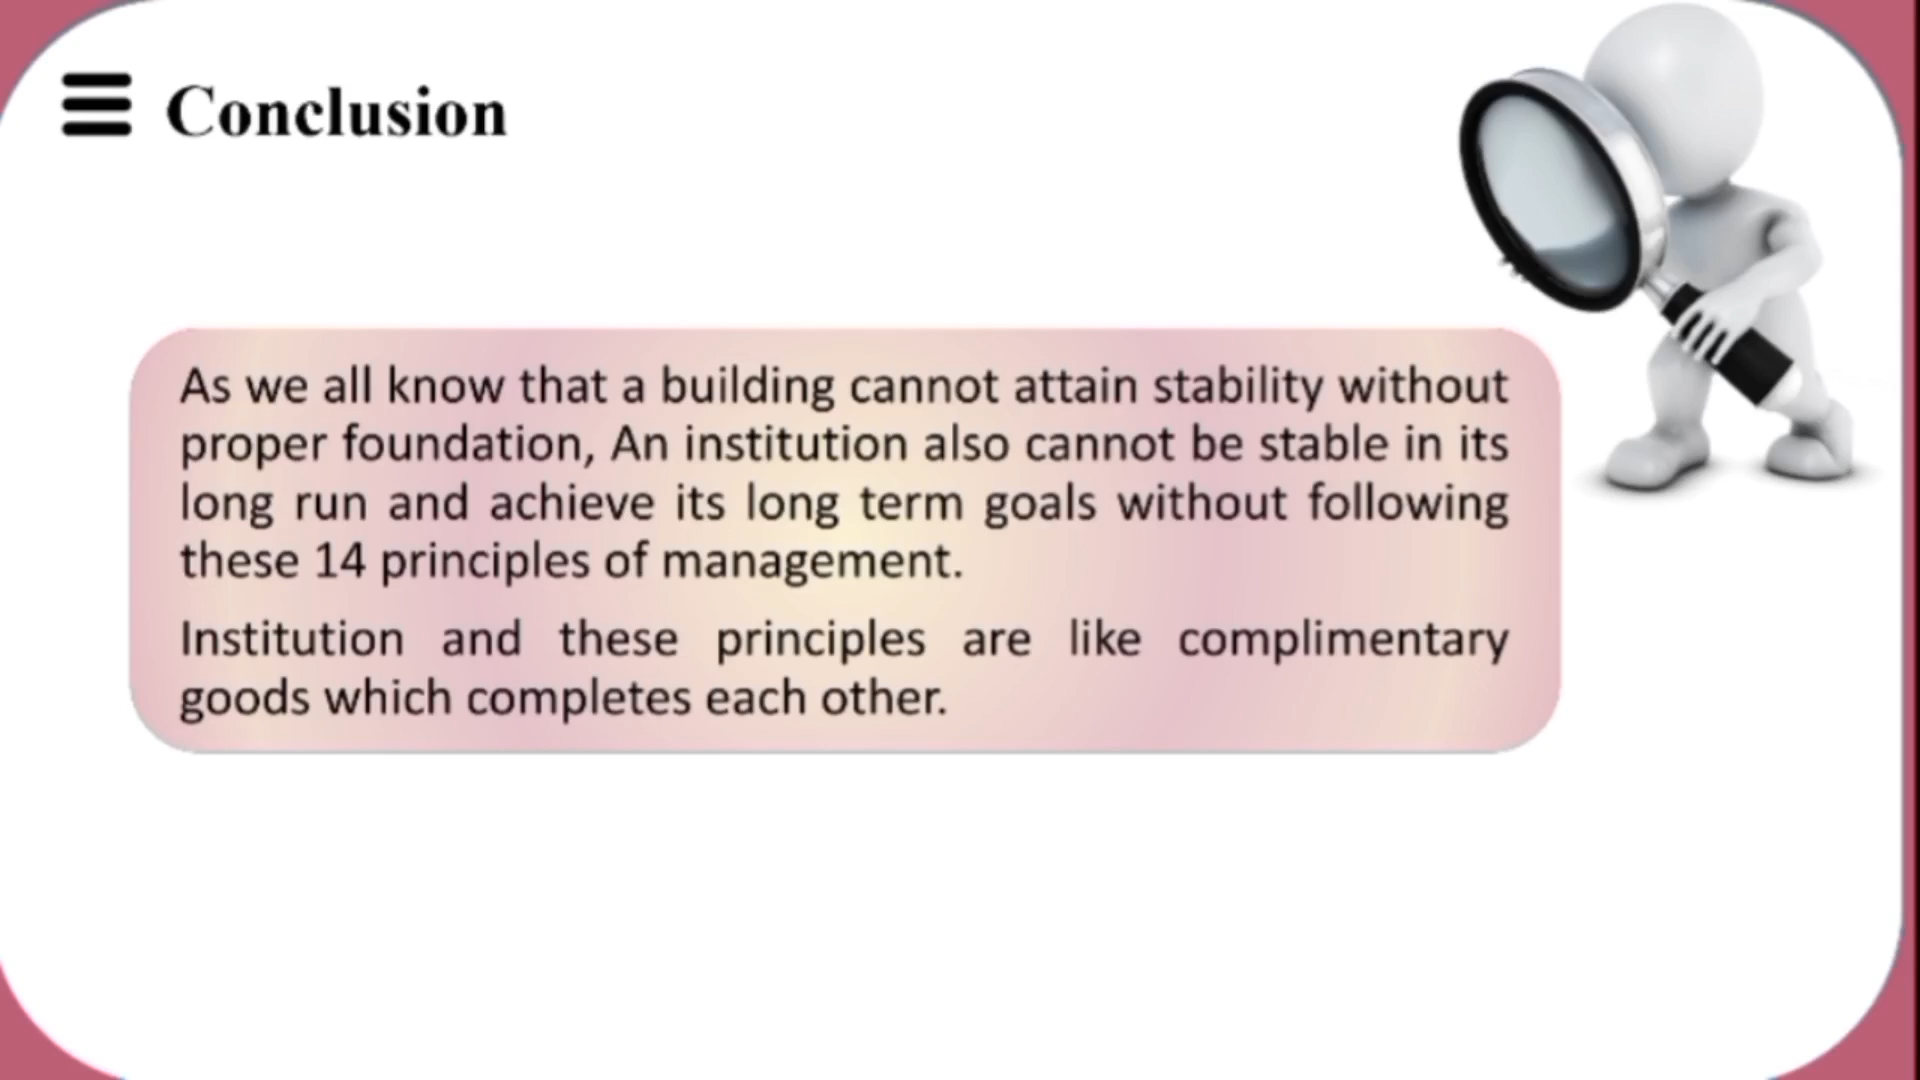 Conclusion
As we all know that a building cannot attain stability without
proper foundation, An institution also cannot be stable in its
long run and achieve its long term goals without following
these 14 principles of management.
Institution and these principles are like complimentary
goods which completes each other.